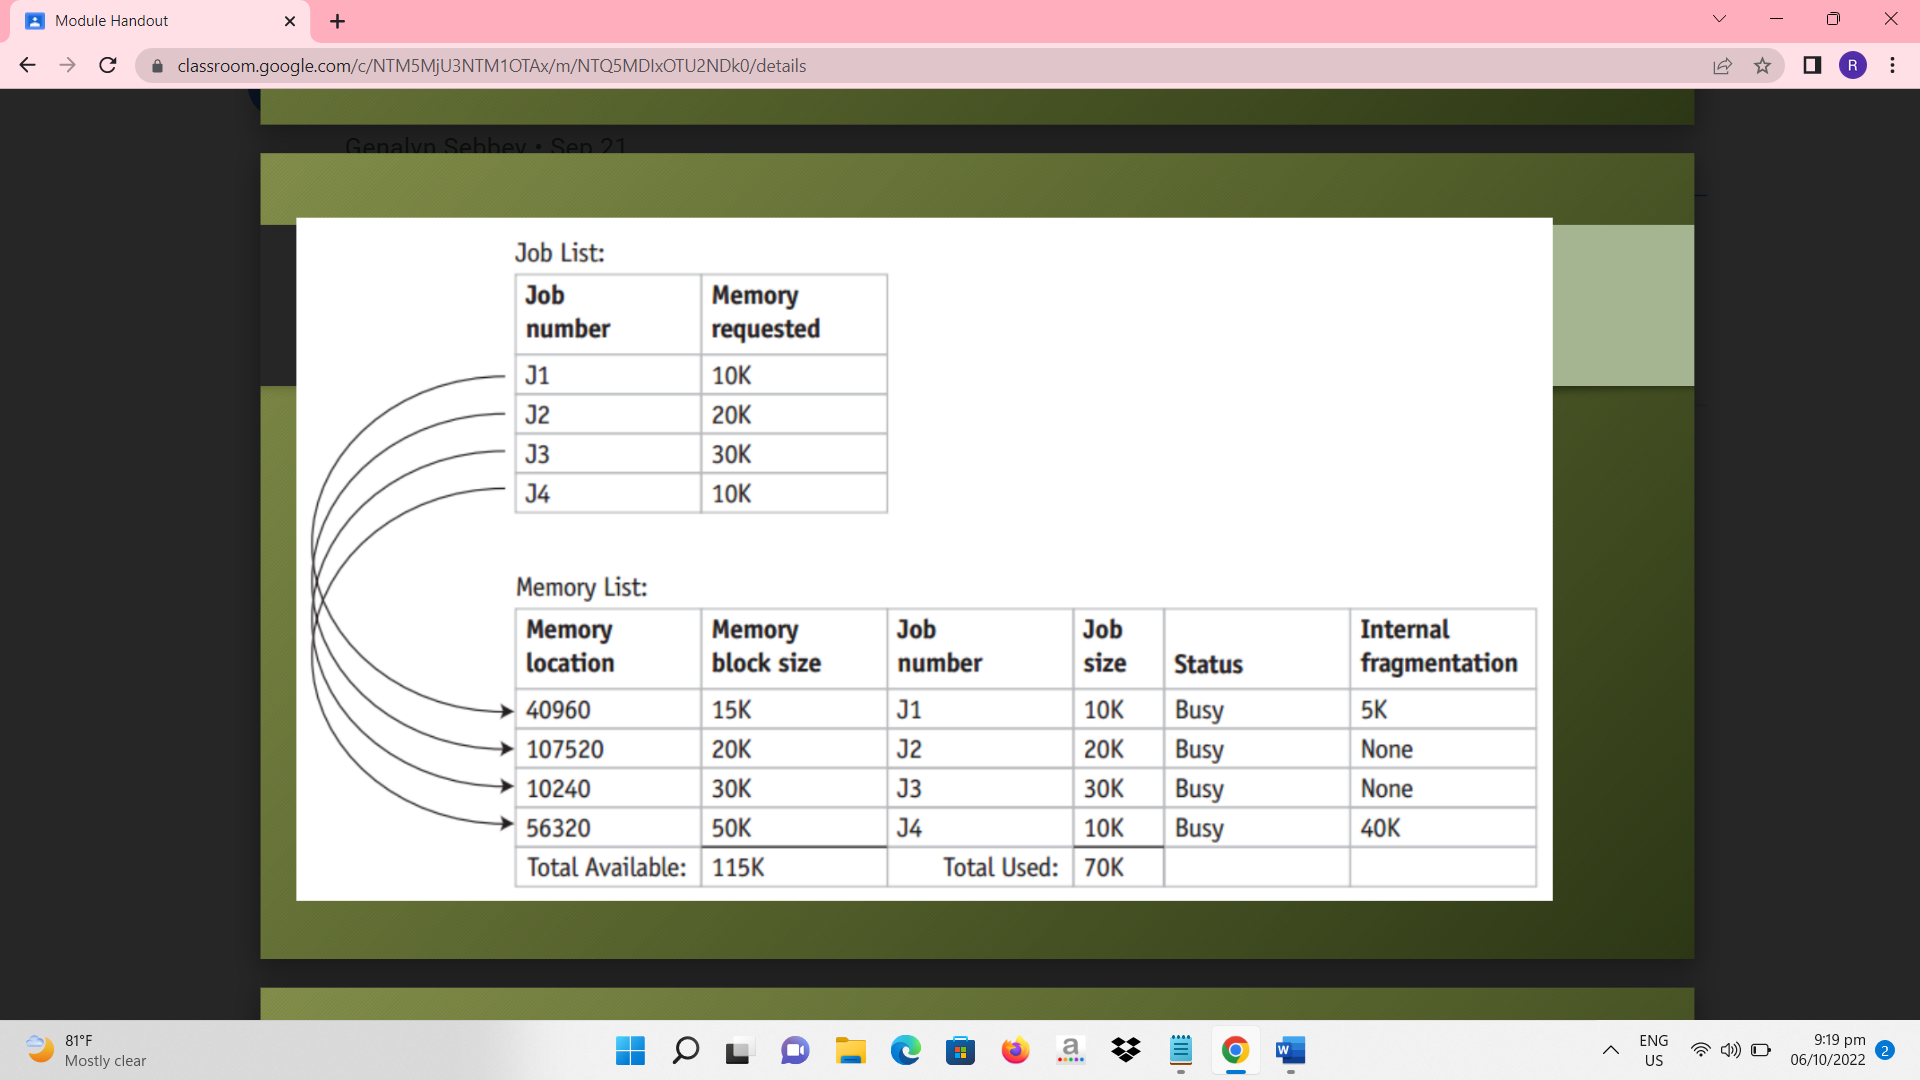 Module Handout
classroom.google.com/c/NTM5MjU3NTM1OTAx/m/NTQ5MDIxOTU2NDk0/details
R
Genalyn Sebbey • Sep 21
Job List:
Job number Memory requested
J1 10K
J2 20K
J3 30K
J4 10K
Memory List:
Memory location Memory block size Job number Job size Status Internal fragmentation
40960 15K J1 10K Busy 5K
107520 20K J2 20K Busy None
10240 30K J3 30K Busy None
56320 50K J4 10K Busy 40K
Total Available: 115K Total Used: 70K
81°F
Mostly clear
a
W
ENG
US
9:19 pm
06/10/2022
2